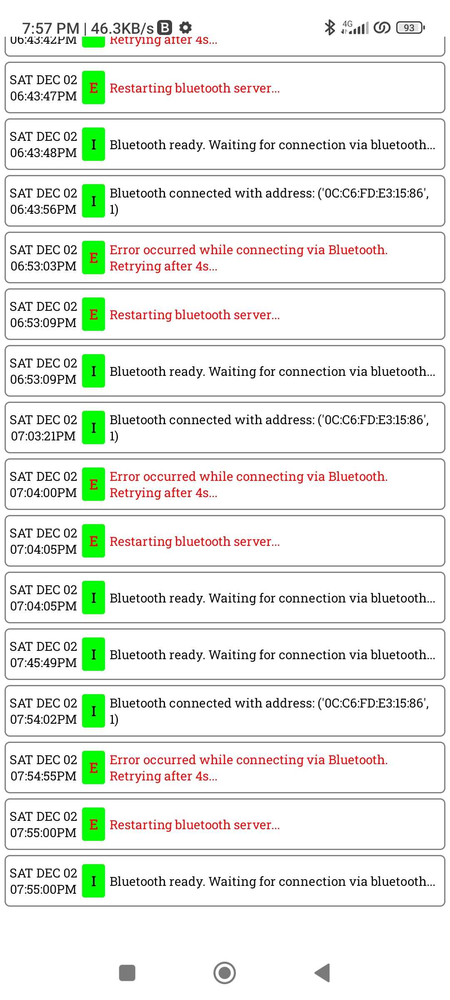 7:57 PM | 46.3KB/s B
4G
93
06:43:42PM
Retrying after 4s...
SAT DEC 02
06:43:47PM
E
Restarting bluetooth server...
SAT DEC 02
06:43:48PM
I
Bluetooth ready. Waiting for connection via bluetooth...
SAT DEC 02
06:43:56PM
I
Bluetooth connected with address: ('0C:C6:FD:E3:15:86',
1)
SAT DEC 02
06:53:03PM
E
Error occurred while connecting via Bluetooth.
Retrying after 4s...
SAT DEC 02
06:53:09PM
E
Restarting bluetooth server...
SAT DEC 02
06:53:09PM
I
Bluetooth ready. Waiting for connection via bluetooth...
SAT DEC 02
07:03:21PM
I
Bluetooth connected with address: ('0C:C6:FD:E3:15:86',
1)
SAT DEC 02
07:04:00PM
E
Error occurred while connecting via Bluetooth.
Retrying after 4s...
SAT DEC 02
07:04:05PM
E
Restarting bluetooth server...
SAT DEC 02
07:04:05PM
I
Bluetooth ready. Waiting for connection via bluetooth...
SAT DEC 02
07:45:49PM
I
Bluetooth ready. Waiting for connection via bluetooth...
SAT DEC 02
07:54:02PM
I
Bluetooth connected with address: ('0C:C6:FD:E3:15:86',
1)
SAT DEC 02
07:54:55PM
E
Error occurred while connecting via Bluetooth.
Retrying after 4s...
SAT DEC 02
07:55:00PM
E
Restarting bluetooth server...
SAT DEC 02
07:55:00PM
I
Bluetooth ready. Waiting for connection via bluetooth...